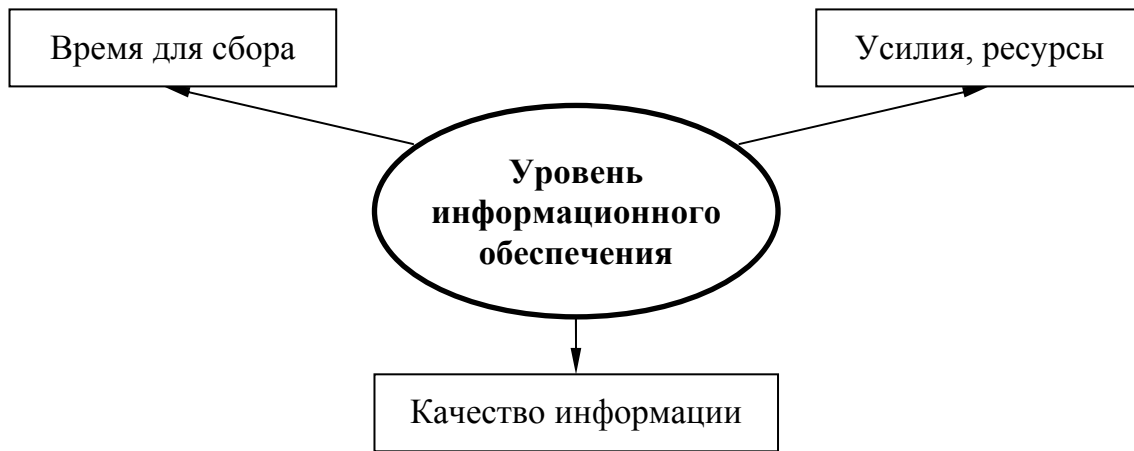 Время для сбора
Усилия, ресурсы
Уровень
информационного
обеспечения
Качество информации